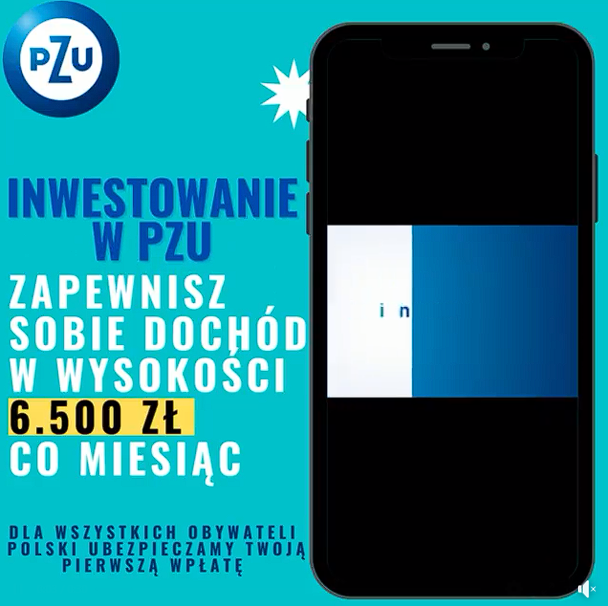 PZU
INWESTOWANIE
W PZU
ZAPEWNISZ
SOBIE DOCHÓD
W WYSOKOŚCI
6.500 ZŁ
CO MIESIĄC
DLA WSZYSTKICH OBYWATELI
POLSKI UBEZPIECZAMY TWOJĄ
PIERWSZĄ WPŁATĘ
in